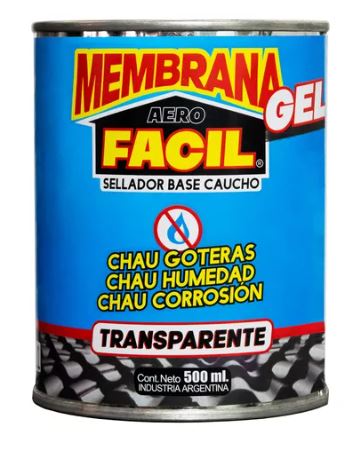 MEMBRANA
GEL
AERO
FACIL®
SELLADOR BASE CAUCHO
CHAU GOTERAS
CHAU HUMEDAD
CHAU CORROSIÓN
TRANSPARENTE
Cont. Neto 500 ml.
INDUSTRIA ARGENTINA